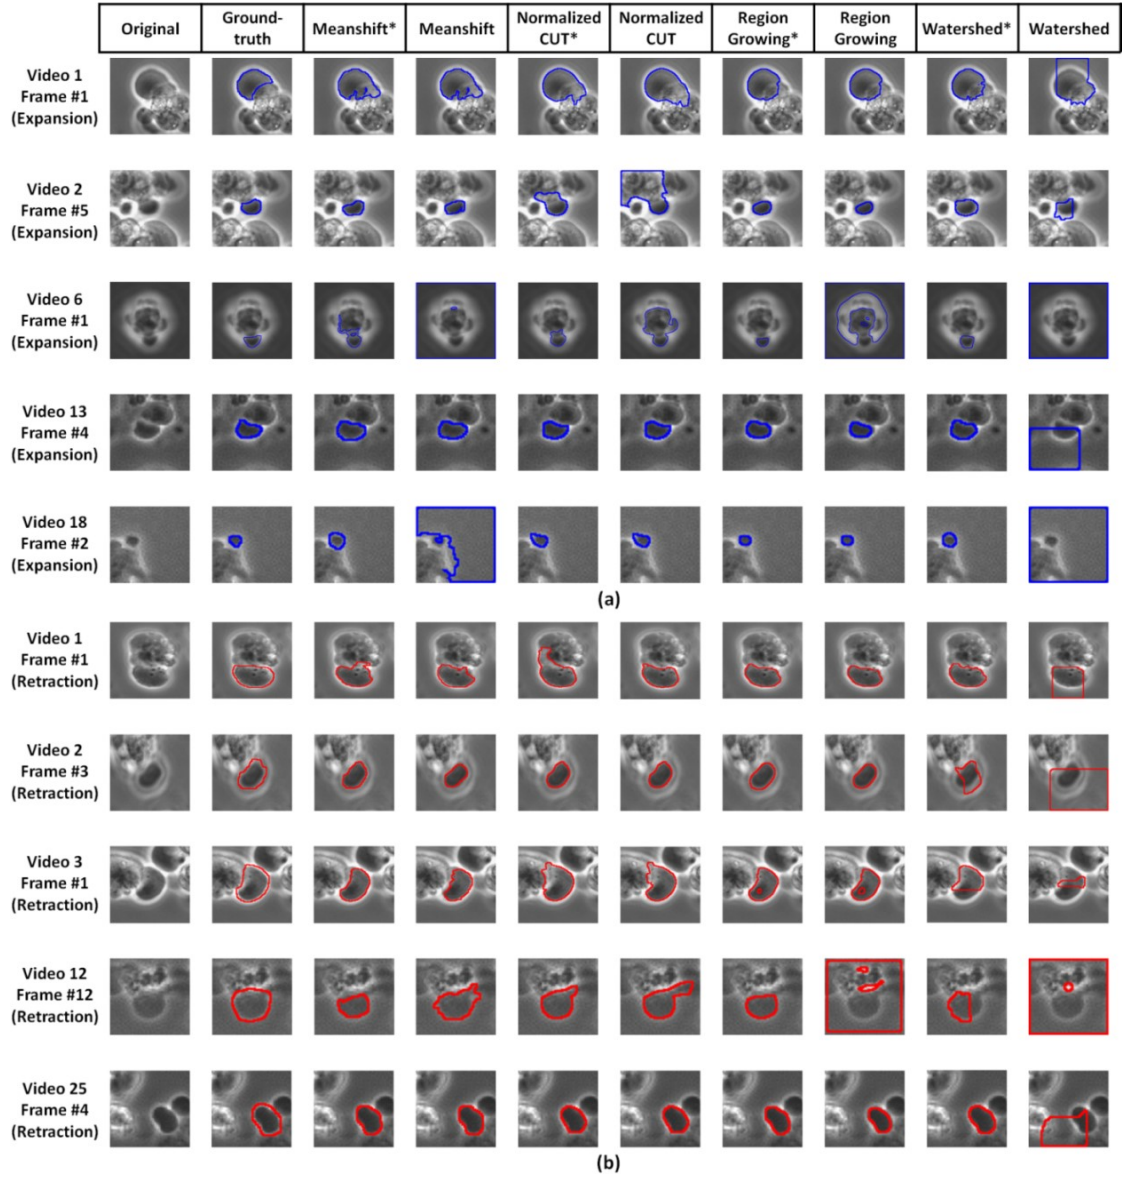 Original Ground-truth Meanshift* Meanshift Normalized CUT* Normalized CUT Region Growing* Region Growing Watershed* Watershed
Video 1
Frame #1
(Expansion)
Video 2
Frame #5
(Expansion)
Video 6
Frame #1
(Expansion)
Video 13
Frame #4
(Expansion)
Video 18
Frame #2
(Expansion)
(a)
Video 1
Frame #1
(Retraction)
Video 2
Frame #3
(Retraction)
Video 3
Frame #1
(Retraction)
Video 12
Frame #12
(Retraction)
Video 25
Frame #4
(Retraction)
(b)